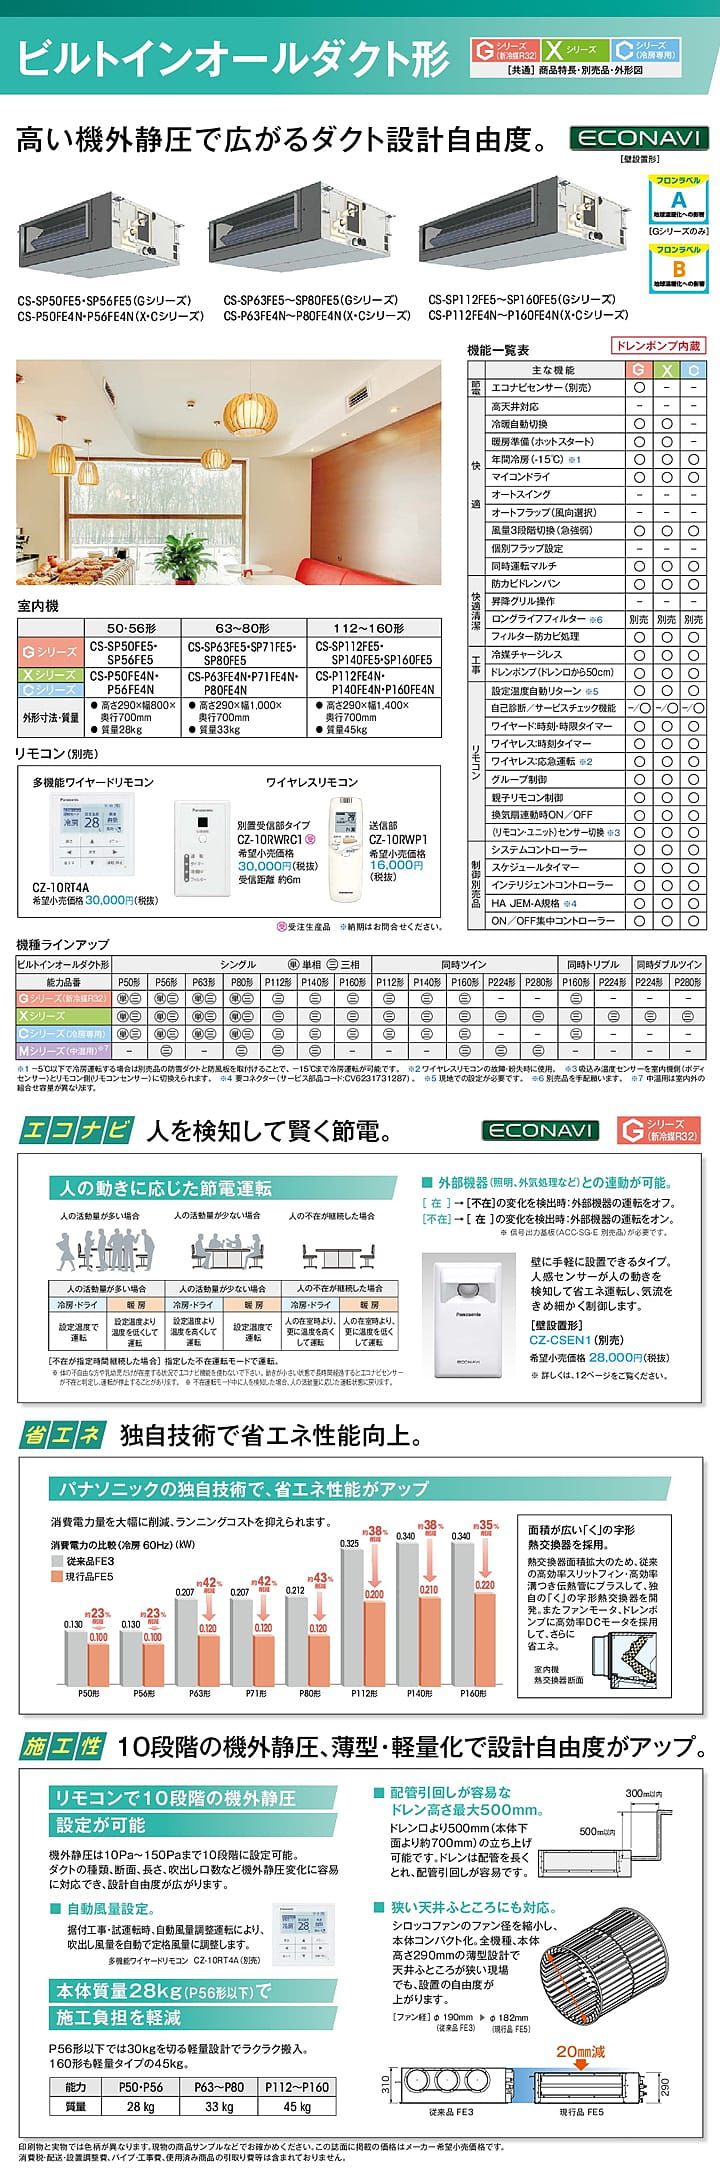 ビルトインオールダクト形
Gシリーズ(新冷媒R32) Xシリーズ Cシリーズ(冷房専用)
[共通] 商品特長・別売品・外形図
高い機外静圧で広がるダクト設計自由度。
ECONAVI
[壁設置形]
フロンラベル
A
地球温暖化への影響
[Gシリーズのみ]
フロンラベル
B
地球温暖化への影響
CS-SP50FE5・SP56FE5(Gシリーズ)
CS-P50FE4N・P56FE4N(X・Cシリーズ)
CS-SP63FE5～SP80FE5(Gシリーズ)
CS-P63FE4N～P80FE4N(X・Cシリーズ)
CS-SP112FE5～SP160FE5(Gシリーズ)
CS-P112FE4N～P160FE4N(X・Cシリーズ)
機能一覧表
ドレンポンプ内蔵
主な機能 G X C
節電 エコナビセンサー(別売) ○ － －
快適
高天井対応 － － －
冷暖自動切換 ○ ○ －
暖房準備(ホットスタート) ○ ○ －
年間冷房(-15℃) ※1 ○ ○ ○
マイコンドライ ○ ○ ○
オートスイング － － －
オートフラップ(風向選択) － － －
風量3段階切換(急強弱) ○ ○ ○
個別フラップ設定 － － －
同時運転マルチ ○ ○ ○
快適清潔
防カビドレンパン ○ ○ ○
昇降グリル操作 － － －
ロングライフフィルター ※6 別売 別売 別売
フィルター防カビ処理 ○ ○ ○
工事
冷媒チャージレス ○ ○ ○
ドレンポンプ(ドレン口から50cm) ○ ○ ○
リモコン
設定温度自動リターン ※5 ○ ○ ○
自己診断／サービスチェック機能 －/○ －/○ －/○
ワイヤード:時刻・時限タイマー ○ ○ ○
ワイヤレス:時刻タイマー ○ ○ ○
ワイヤレス:応急運転 ※2 ○ ○ ○
グループ制御 ○ ○ ○
親子リモコン制御 ○ ○ ○
換気扇連動時ON／OFF ○ ○ ○
(リモコン・ユニット)センサー切換 ※3 ○ ○ ○
制御別売品
システムコントローラー ○ ○ ○
スケジュールタイマー ○ ○ ○
インテリジェントコントローラー ○ ○ ○
HA JEM-A規格 ※4 ○ ○ ○
ON／OFF集中コントローラー ○ ○ ○
室内機
50・56形 63～80形 112～160形
Gシリーズ CS-SP50FE5・SP56FE5 CS-SP63FE5・SP71FE5・SP80FE5 CS-SP112FE5・SP140FE5・SP160FE5
Xシリーズ Cシリーズ CS-P50FE4N・P56FE4N CS-P63FE4N・P71FE4N・P80FE4N CS-P112FE4N・P140FE4N・P160FE4N
外形寸法・質量
● 高さ290×幅800×奥行700mm
● 質量28kg
● 高さ290×幅1,000×奥行700mm
● 質量33kg
● 高さ290×幅1,400×奥行700mm
● 質量45kg
リモコン(別売)
多機能ワイヤードリモコン
CZ-10RT4A
希望小売価格 30,000円(税抜)
ワイヤレスリモコン
別置受信部タイプ
CZ-10RWRC1 受
希望小売価格
30,000円(税抜)
受信距離 約6m
送信部
CZ-10RWP1
希望小売価格
16,000円
(税抜)
受受注生産品 ※納期はお問合せください。
機種ラインアップ
ビルトインオールダクト形 シングル 単単相 三三相 同時ツイン 同時トリプル 同時ダブルツイン
能力品番 P50形 P56形 P63形 P80形 P112形 P140形 P160形 P112形 P140形 P160形 P224形 P280形 P160形 P224形 P224形 P280形
Gシリーズ(新冷媒R32) 単三 単三 単三 単三 三 三 三 三 三 三 － － 三 － － －
Xシリーズ 単三 単三 単三 単三 三 三 三 三 三 三 三 三 三 三 三 三
Cシリーズ(冷房専用) 単三 単三 単三 単三 三 三 三 三 三 三 － － 三 － － －
Mシリーズ(中温用)※7 － 三 － 三 三 三 三 － － 三 三 三 － － － －
※1 －5℃以下で冷房運転する場合は別売品の防雪ダクトと防風板を取付けることで、－15℃まで冷房運転が可能です。 ※2 ワイヤレスリモコンの故障・紛失時に使用。 ※3 吸込み温度センサーを室内機側(ボディ
センサー)とリモコン側(リモコンセンサー)に切換えられます。 ※4 要コネクター(サービス部品コード:CV6231731287)。 ※5 現地での設定が必要です。 ※6 別売品を手配願います。 ※7 中温用は室内外の
組合せ容量が異なります。
エコナビ 人を検知して賢く節電。
ECONAVI
Gシリーズ(新冷媒R32)
人の動きに応じた節電運転
人の活動量が多い場合 人の活動量が少ない場合 人の不在が継続した場合
人の活動量が多い場合 人の活動量が少ない場合 人の不在が継続した場合
冷房・ドライ 暖房 冷房・ドライ 暖房 冷房・ドライ 暖房
設定温度で運転 設定温度より温度を低くして運転 設定温度より温度を高くして運転 設定温度で運転 人の在室時より、更に温度を高くして運転 人の在室時より、更に温度を低くして運転
[不在が指定時間継続した場合] 指定した不在運転モードで運転。
※ 体の不自由な方や乳幼児だけが在室する状況でエコナビ機能を使わないで下さい。動きが小さい状態で長時間経過するとエコナビセンサー
が不在と判定し、運転が停止することがあります。 ※ 不在運転モード中に人を検知した場合、人の活動量に応じた運転状態に戻ります。
■ 外部機器(照明、外気処理など)との連動が可能。
[ 在 ]→[不在]の変化を検出時:外部機器の運転をオフ。
[不在]→[ 在 ]の変化を検出時:外部機器の運転をオン。
※ 信号出力基板(ACC-SG-E 別売品)が必要です。
Panasonic
ECONAVI
壁に手軽に設置できるタイプ。
人感センサーが人の動きを
検知して省エネ運転し、気流を
きめ細かく制御します。
[壁設置形]
CZ-CSEN1(別売)
希望小売価格 28,000円(税抜)
※ 詳しくは、12ページをご覧ください。
省エネ 独自技術で省エネ性能向上。
パナソニックの独自技術で、省エネ性能がアップ
消費電力量を大幅に削減、ランニングコストを抑えられます。
消費電力の比較(冷房 60Hz)(kW)
従来品FE3
現行品FE5
0.130 約23%削減 0.100 P50形
0.130 約23%削減 0.100 P56形
0.207 約42%削減 0.120 P63形
0.207 約42%削減 0.120 P71形
0.212 約43%削減 0.120 P80形
0.325 約38%削減 0.200 P112形
0.340 約38%削減 0.210 P140形
0.340 約35%削減 0.220 P160形
面積が広い「く」の字形
熱交換器を採用。
熱交換器面積拡大のため、従来
の高効率スリットフィン・高効率
溝つき伝熱管にプラスして、独
自の「く」の字形熱交換器を開
発。またファンモータ、ドレンポ
ンプに高効率DCモータを採用
して、さらに
省エネ。
室内機
熱交換器断面
施工性 10段階の機外静圧、薄型・軽量化で設計自由度がアップ。
リモコンで10段階の機外静圧
設定が可能
機外静圧は10Pa～150Paまで10段階に設定可能。
ダクトの種類、断面、長さ、吹出し口数など機外静圧変化に容易
に対応でき、設計自由度が広がります。
■ 自動風量設定。
据付工事・試運転時、自動風量調整運転により、
吹出し風量を自動で定格風量に調整します。
多機能ワイヤードリモコン CZ-10RT4A(別売)
本体質量28kg(P56形以下)で
施工負担を軽減
P56形以下では30kgを切る軽量設計でラクラク搬入。
160形も軽量タイプの45kg。
能力 P50・P56 P63～P80 P112～P160
質量 28 kg 33 kg 45 kg
■ 配管引回しが容易な
ドレン高さ最大500mm。
ドレン口より500mm(本体下
面より約700mm)の立ち上げ
可能です。ドレンは配管を長く
とれ、配管引回しが容易です。
300mm以内
500mm以内
■ 狭い天井ふところにも対応。
シロッコファンのファン径を縮小し、
本体コンパクト化。全機種、本体
高さ290mmの薄型設計で
天井ふところが狭い現場
でも、設置の自由度が
上がります。
[ファン経] φ 190mm ▶ φ 182mm
(従来品 FE3) (現行品 FE5)
20mm減
310
290
従来品 FE3 現行品 FE5
印刷物と実物では色柄が異なります。現物の商品サンプルなどでお確かめください。この誌面に掲載の価格はメーカー希望小売価格です。
消費税・配送・設置調整費、パイプ・工事費、使用済み商品の引取り費等は含まれておりません。